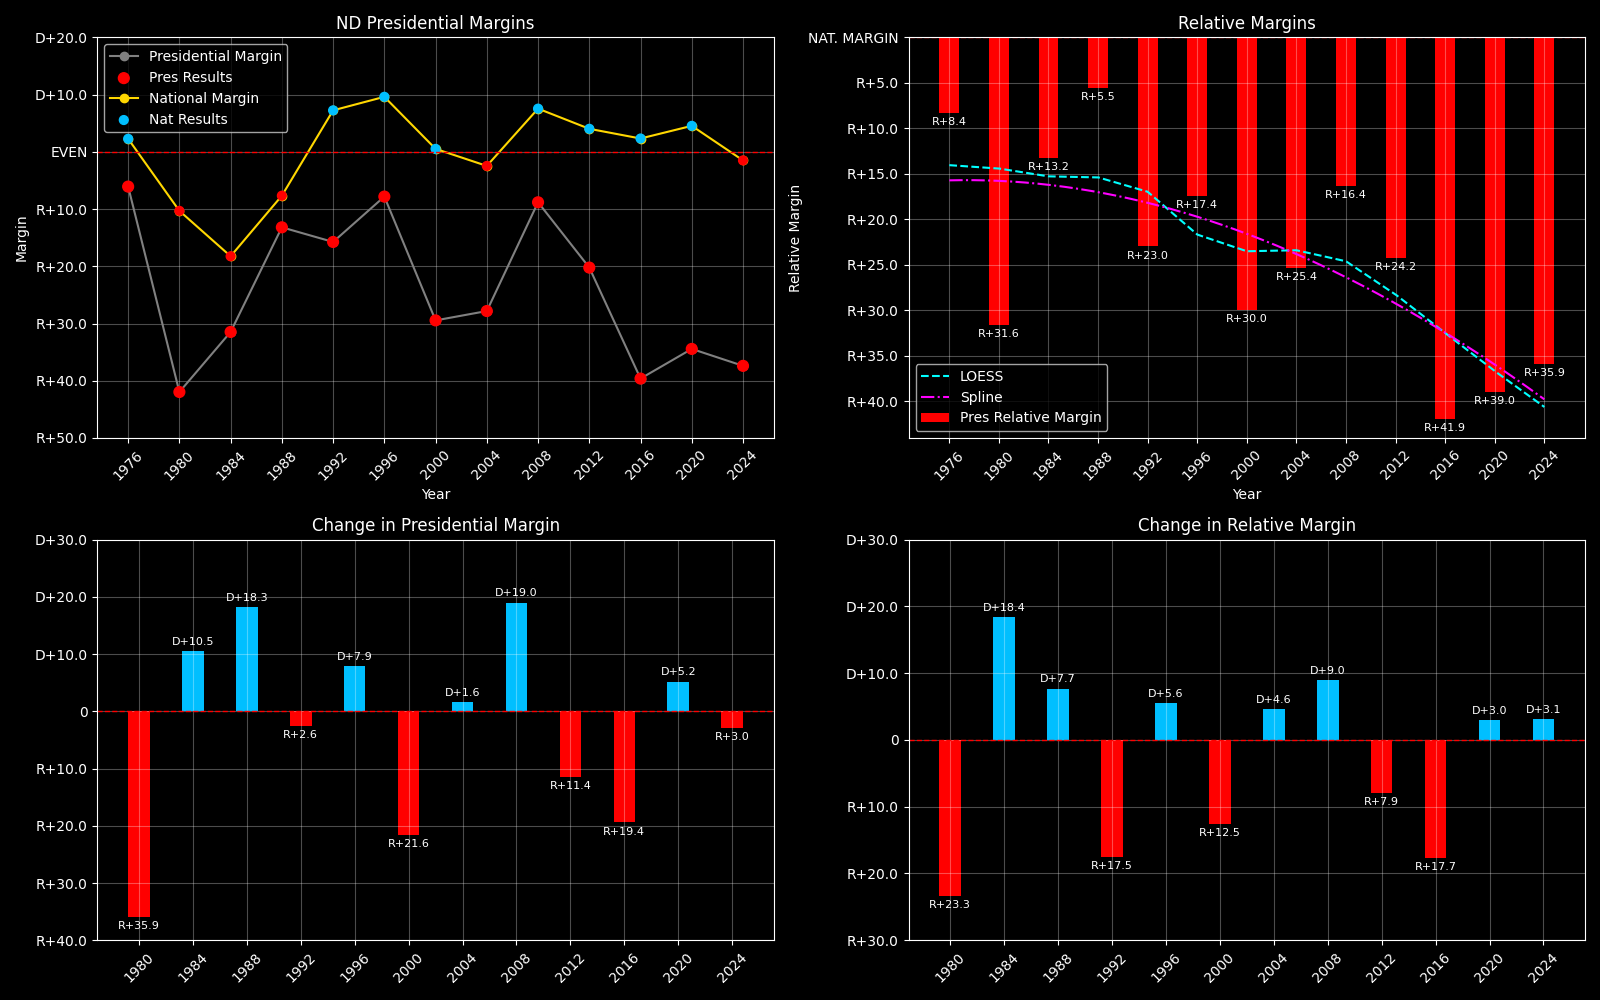 ND Presidential Margins
D+20.0
D+10.0
EVEN
R+10.0
R+20.0
R+30.0
R+40.0
R+50.0
Margin
Presidential Margin
Pres Results
National Margin
Nat Results
1976
1980
1984
1988
1992
1996
2000
2004
2008
2012
2016
2020
2024
Year
Relative Margins
NAT. MARGIN
R+5.0
R+10.0
R+15.0
R+20.0
R+25.0
R+30.0
R+35.0
R+40.0
Relative Margin
R+8.4
R+31.6
R+13.2
R+5.5
R+23.0
R+17.4
R+30.0
R+25.4
R+16.4
R+24.2
R+41.9
R+39.0
R+35.9
LOESS
Spline
Pres Relative Margin
1976
1980
1984
1988
1992
1996
2000
2004
2008
2012
2016
2020
2024
Year
Change in Presidential Margin
D+30.0
D+20.0
D+10.0
0
R+10.0
R+20.0
R+30.0
R+40.0
R+35.9
D+10.5
D+18.3
R+2.6
D+7.9
R+21.6
D+1.6
D+19.0
R+11.4
R+19.4
D+5.2
R+3.0
1980
1984
1988
1992
1996
2000
2004
2008
2012
2016
2020
2024
Change in Relative Margin
D+30.0
D+20.0
D+10.0
0
R+10.0
R+20.0
R+30.0
R+23.3
D+18.4
D+7.7
R+17.5
D+5.6
R+12.5
D+4.6
D+9.0
R+7.9
R+17.7
D+3.0
D+3.1
1980
1984
1988
1992
1996
2000
2004
2008
2012
2016
2020
2024